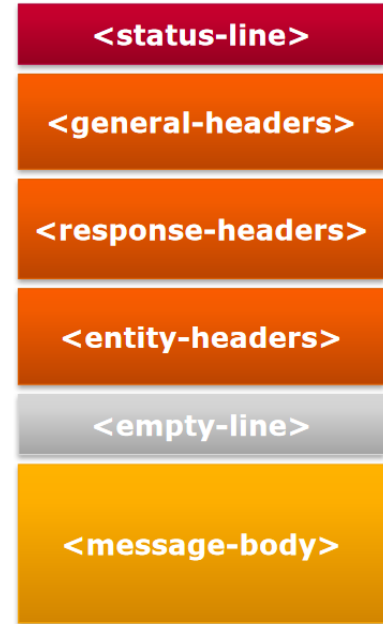 <status-line>
<general-headers>
<response-headers>
<entity-headers>
<empty-line>
<message-body>